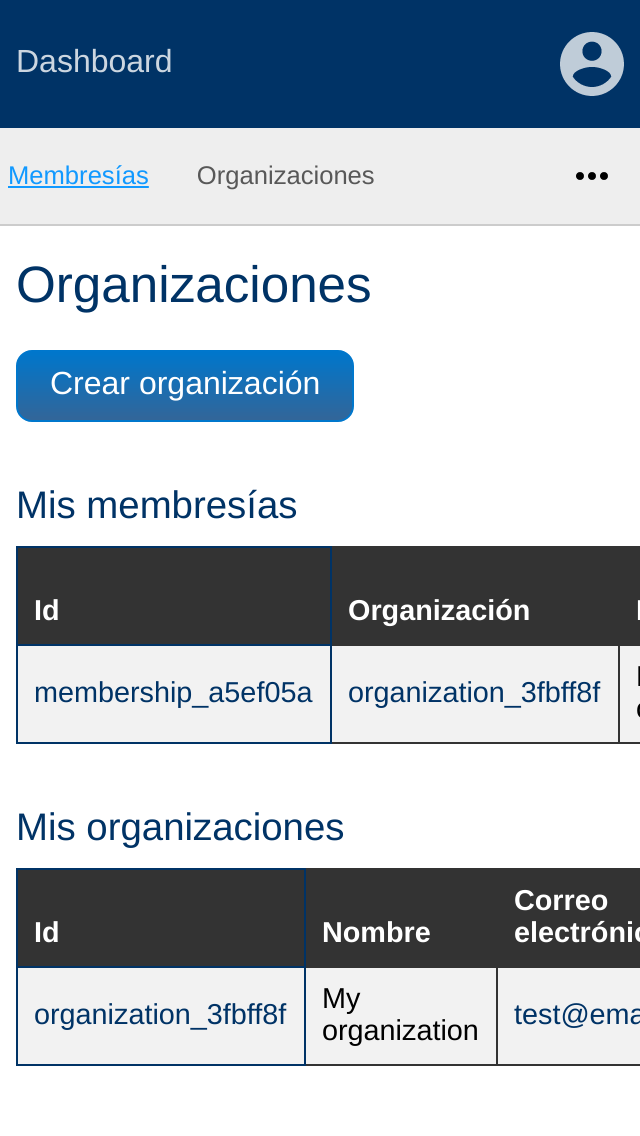 Dashboard
Membresías Organizaciones
Organizaciones
Crear organización
Mis membresías
Id Organización
membership_a5ef05a organization_3fbff8f
Mis organizaciones
Id Nombre Correo
electrónic
organization_3fbff8f My
organization test@ema